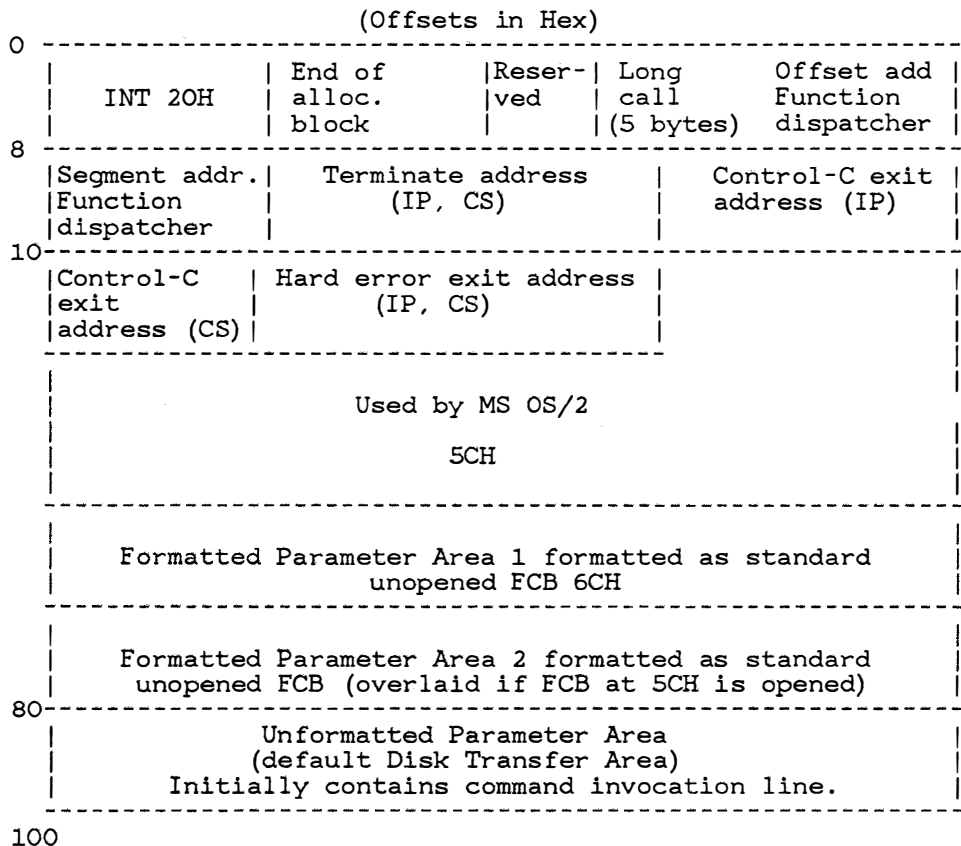 (Offsets in Hex)
0
| | End of |Reser-| Long Offset add |
| INT 20H | alloc. |ved | call Function |
| | block | |(5 bytes) dispatcher |
8
|Segment addr.| Terminate address | Control-C exit |
|Function | (IP, CS) | address (IP) |
|dispatcher | | |
10
|Control-C | Hard error exit address |
|exit | (IP, CS) |
|address (CS)| |
Used by MS OS/2
5CH
Formatted Parameter Area 1 formatted as standard
unopened FCB 6CH
Formatted Parameter Area 2 formatted as standard
unopened FCB (overlaid if FCB at 5CH is opened)
80
Unformatted Parameter Area
(default Disk Transfer Area)
Initially contains command invocation line.
100